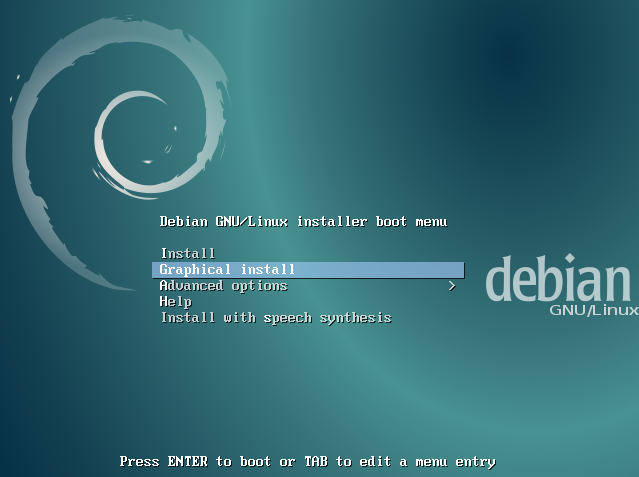 Debian GNU/Linux installer boot menu
Install
Graphical install
Advanced options >
Help
Install with speech synthesis
debian
GNU/Linux
Press ENTER to boot or TAB to edit a menu entry